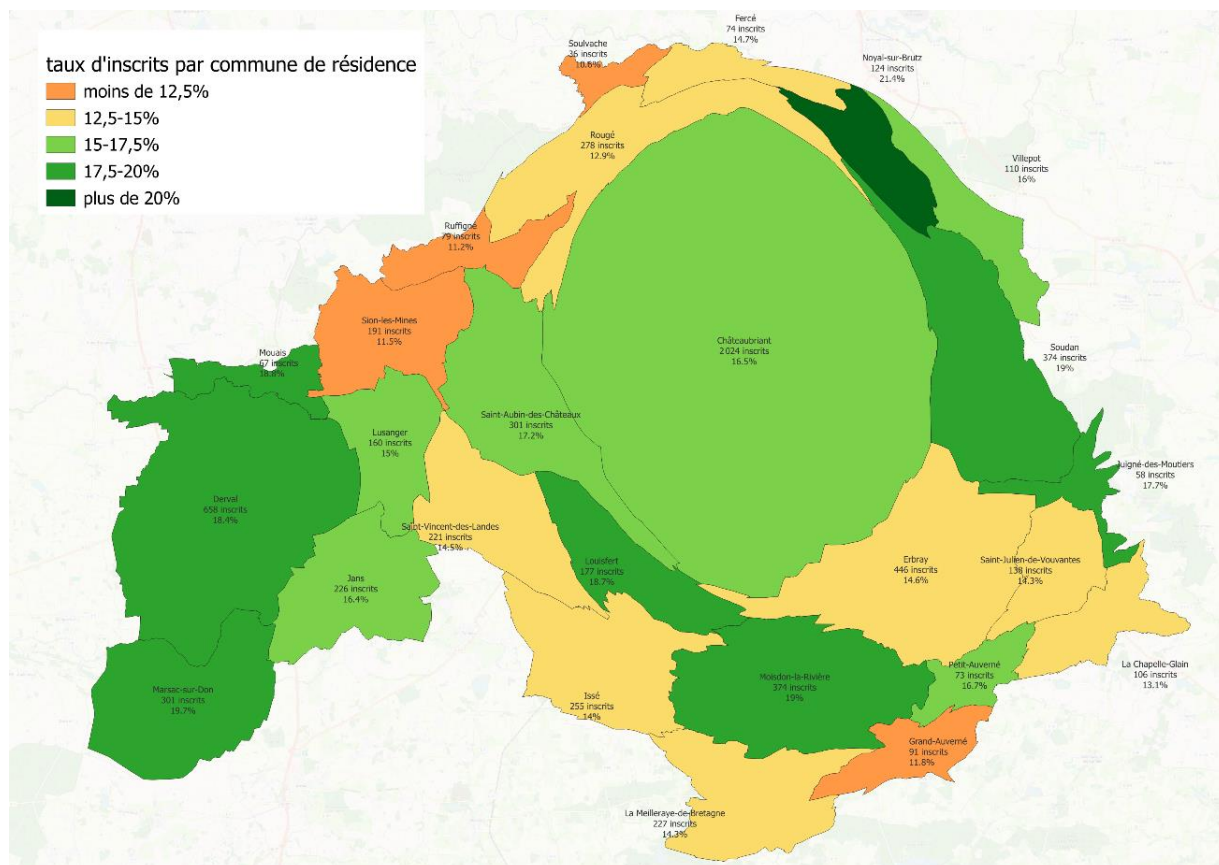 taux d'inscrits par commune de résidence
moins de 12,5%
12,5-15%
15-17,5%
17,5-20%
plus de 20%
Fercé
74 inscrits
14.7%
Soulvache
36 inscrits
10.6%
Noyal-sur-Brutz
124 inscrits
21.4%
Rougé
278 inscrits
12.9%
Villepot
110 inscrits
16%
Ruffigné
79 inscrits
11.2%
Sion-les-Mines
191 inscrits
11.5%
Châteaubriant
2 024 inscrits
16.5%
Soudan
374 inscrits
19%
Mouais
67 inscrits
18.8%
Saint-Aubin-des-Châteaux
301 inscrits
17.2%
Lusanger
160 inscrits
15%
Juigné-des-Moutiers
58 inscrits
17.7%
Derval
658 inscrits
18.4%
Saint-Vincent-des-Landes
221 inscrits
14.5%
Louisfert
177 inscrits
18.7%
Erbray
446 inscrits
14.6%
Saint-Julien-de-Vouvantes
138 inscrits
14.3%
Jans
226 inscrits
16.4%
La Chapelle-Glain
106 inscrits
13.1%
Petit-Auverné
73 inscrits
16.7%
Moisdon-la-Rivière
374 inscrits
19%
Marsac-sur-Don
301 inscrits
19.7%
Issé
255 inscrits
14%
Grand-Auverné
91 inscrits
11.8%
La Meilleraye-de-Bretagne
227 inscrits
14.3%